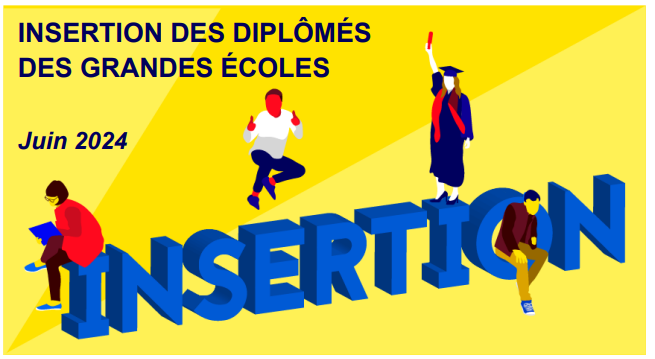 INSERTION DES DIPLÔMÉS
DES GRANDES ÉCOLES
Juin 2024
INSERTION